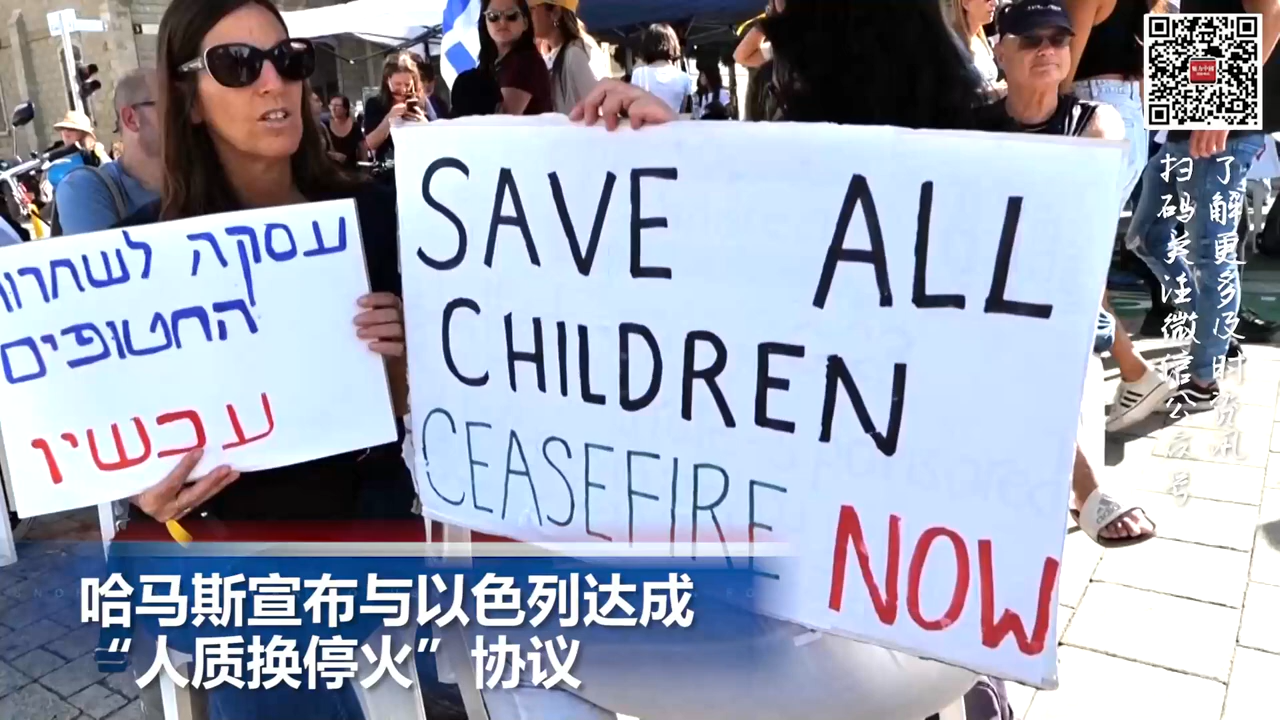 עסקה לשחרור
החטופים
עכשיו
SAVE ALL
CHILDREN
CEASEFIRE NOW
了解更多及时资讯
扫码关注微信公众号
哈马斯宣布与以色列达成
“人质换停火”协议